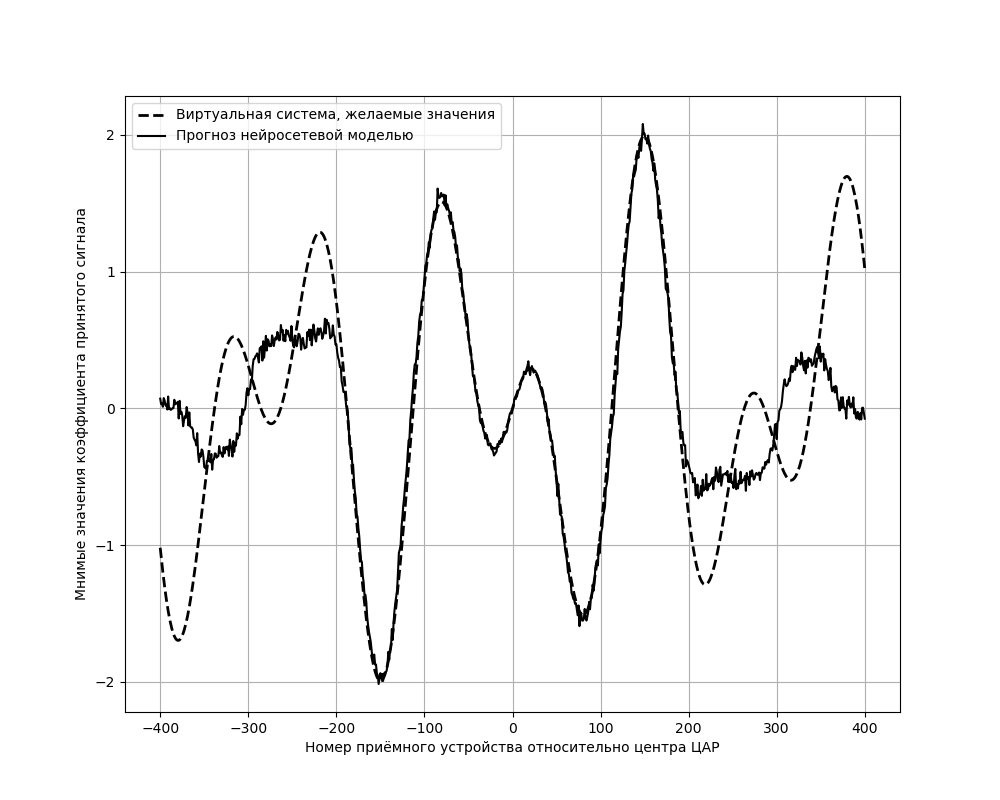 Виртуальная система, желаемые значения
Прогноз нейросетевой моделью
Мнимые значения коэффициента принятого сигнала
2
1
0
−1
−2
−400 −300 −200 −100 0 100 200 300 400
Номер приёмного устройства относительно центра ЦАР